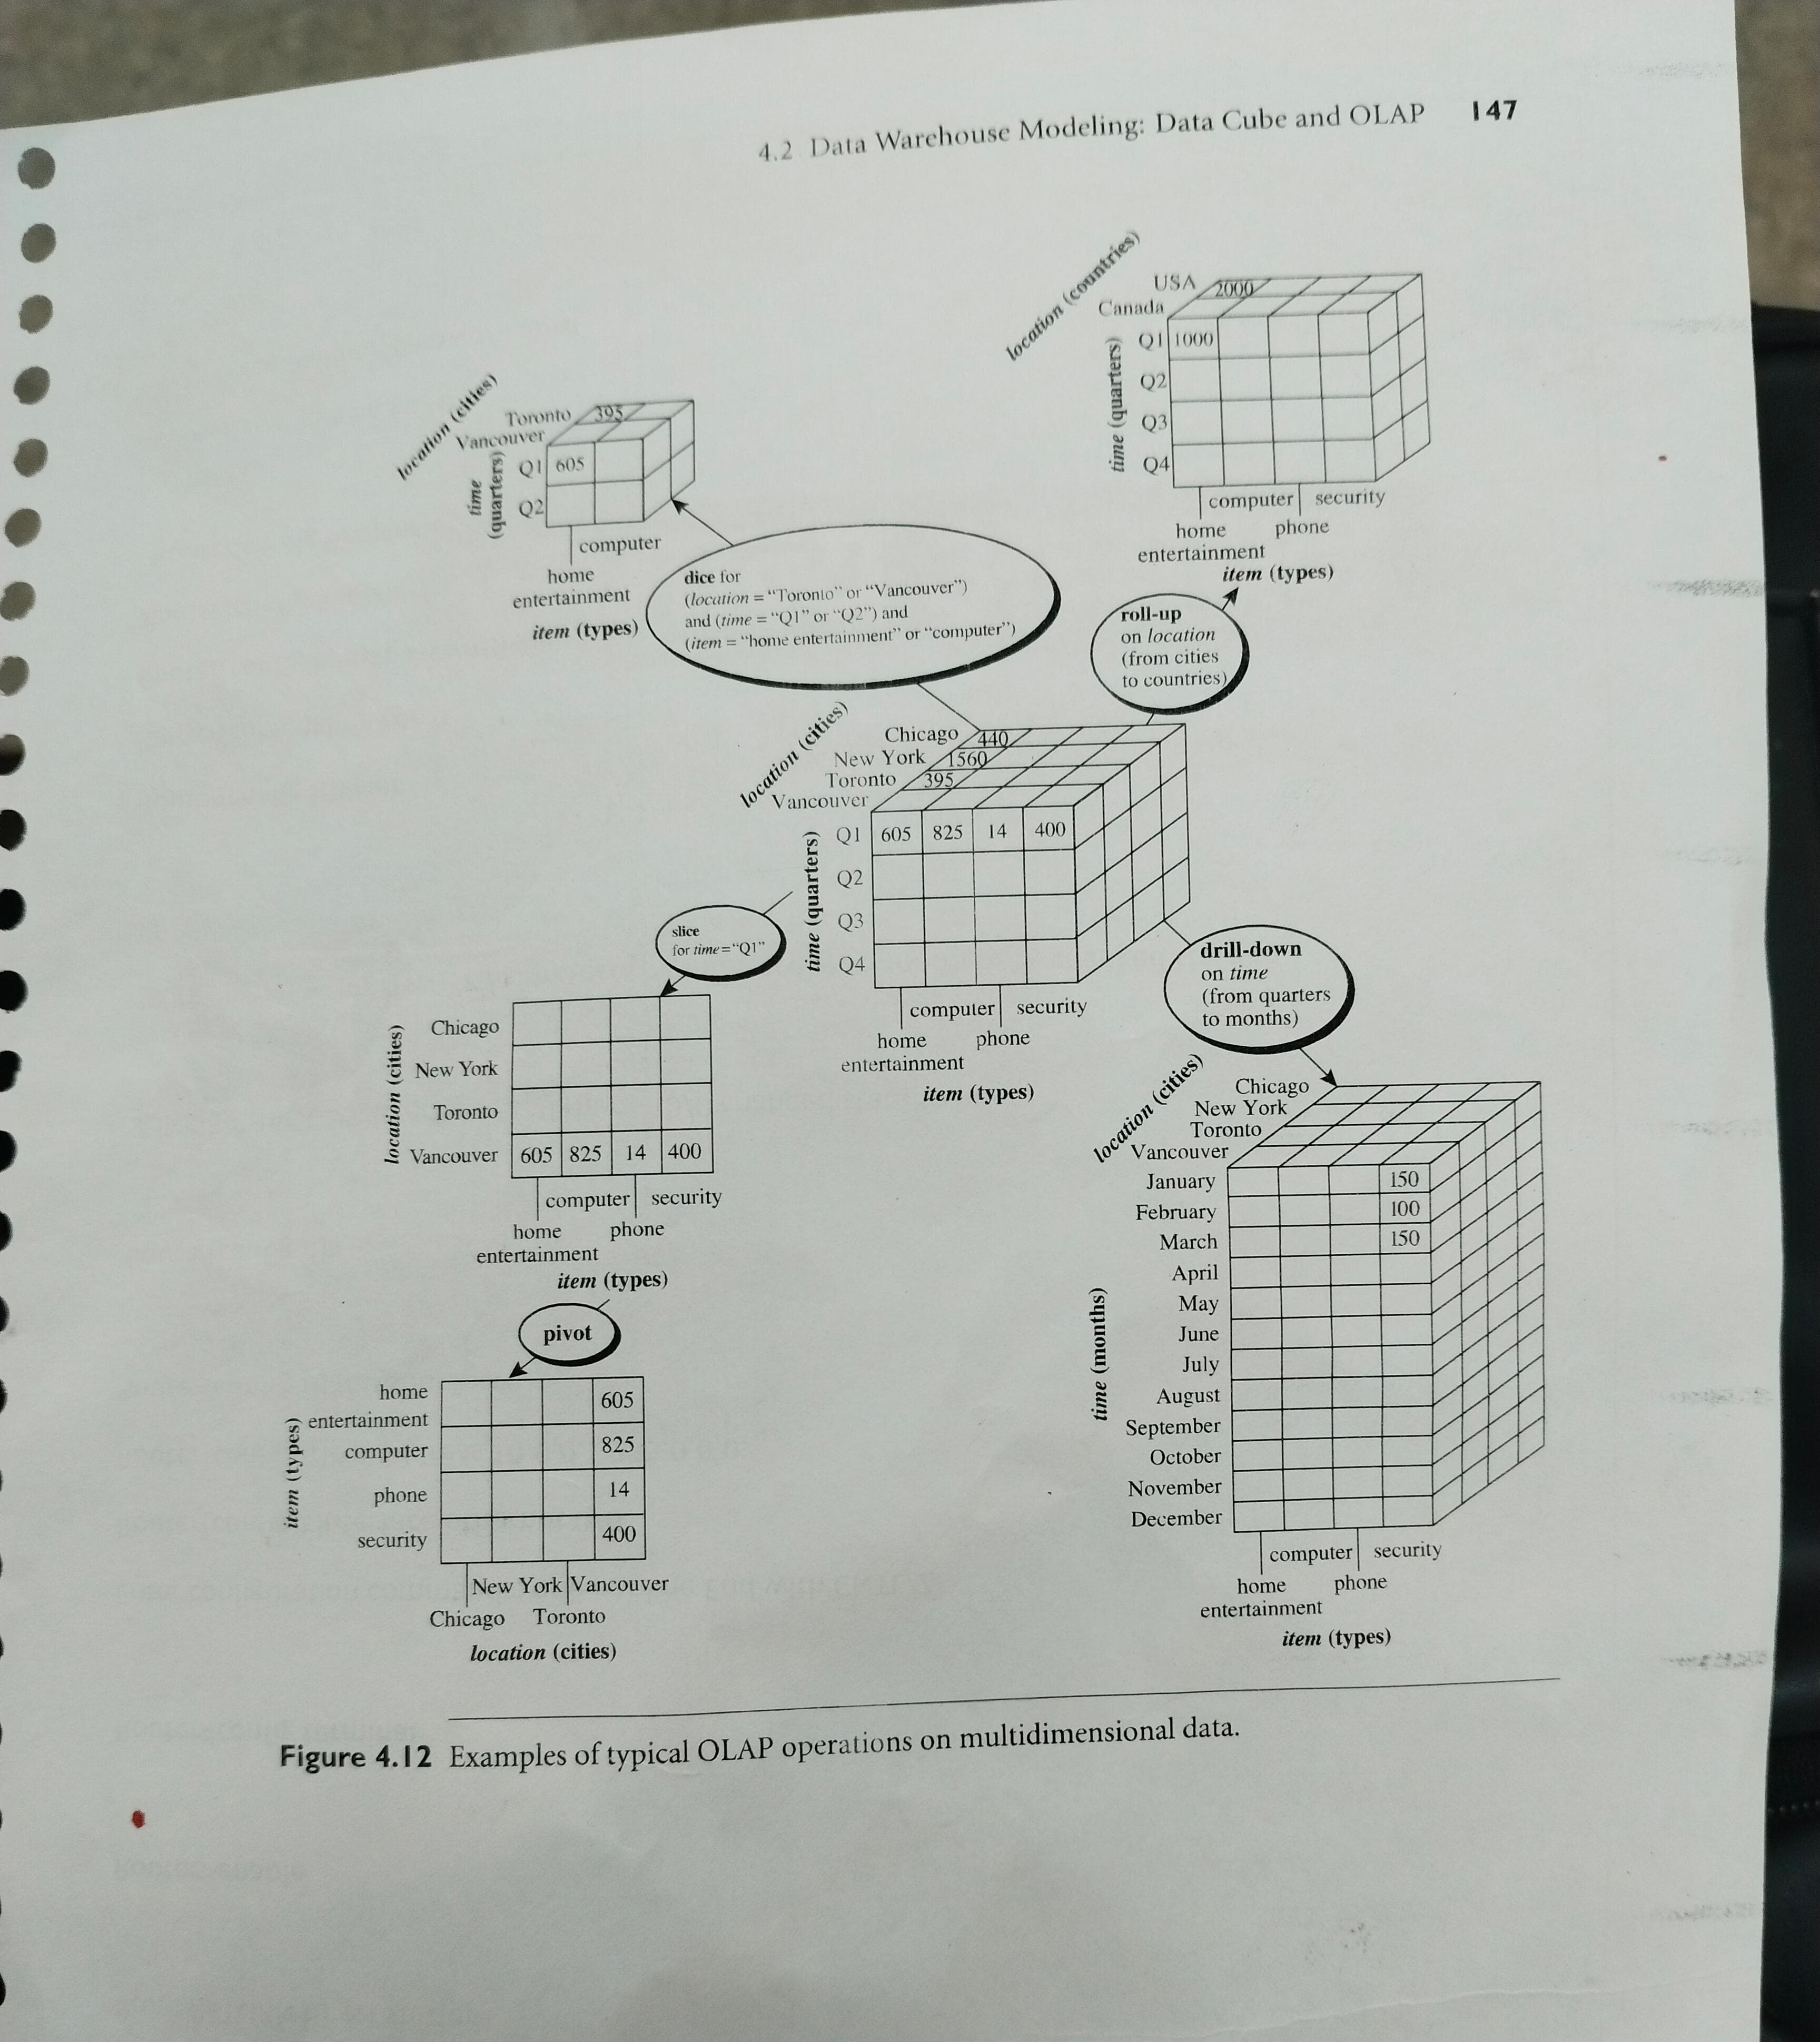 4.2 Data Warehouse Modeling: Data Cube and OLAP 147
location (countries)
USA 2000
Canada
time (quarters)
Q1 1000
Q2
Q3
Q4
computer security
home phone
entertainment
item (types)
location (cities)
Toronto 395
Vancouver
time
(quarters)
Q1 605
Q2
computer
home
entertainment
item (types)
dice for
(location = “Toronto” or “Vancouver”)
and (time = “Q1” or “Q2”) and
(item = “home entertainment” or “computer”)
roll-up
on location
(from cities
to countries)
location (cities)
Chicago 440
New York 1560
Toronto 395
Vancouver
time (quarters)
Q1 605 825 14 400
Q2
Q3
Q4
computer security
home phone
entertainment
item (types)
slice
for time=“Q1”
drill-down
on time
(from quarters
to months)
location (cities)
Chicago
New York
Toronto
Vancouver 605 825 14 400
computer security
home phone
entertainment
item (types)
pivot
item (types)
home 605
entertainment
computer 825
phone 14
security 400
New York Vancouver
Chicago Toronto
location (cities)
location (cities)
Chicago
New York
Toronto
Vancouver
time (months)
January 150
February 100
March 150
April
May
June
July
August
September
October
November
December
computer security
home phone
entertainment
item (types)
Figure 4.12 Examples of typical OLAP operations on multidimensional data.